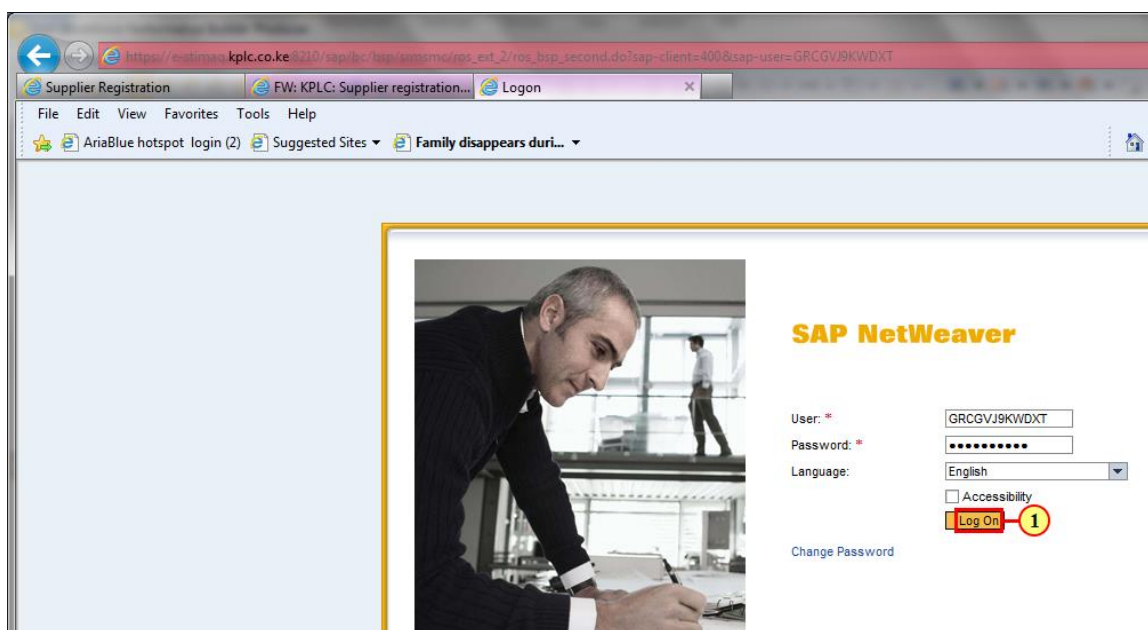 https://e-stimaq.kplc.co.ke:8210/sap/bc/bsp/srmsmc/ros_ext_2/ros_bsp_second.do?sap-client=400&sap-user=GRCGVJ9KWDXT
Supplier Registration FW: KPLC: Supplier registration... Logon
File Edit View Favorites Tools Help
AriaBlue hotspot login (2) Suggested Sites Family disappears duri...
SAP NetWeaver
User: * GRCGVJ9KWDXT
Password: * ••••••••••
Language: English
Accessibility
Log On 1
Change Password